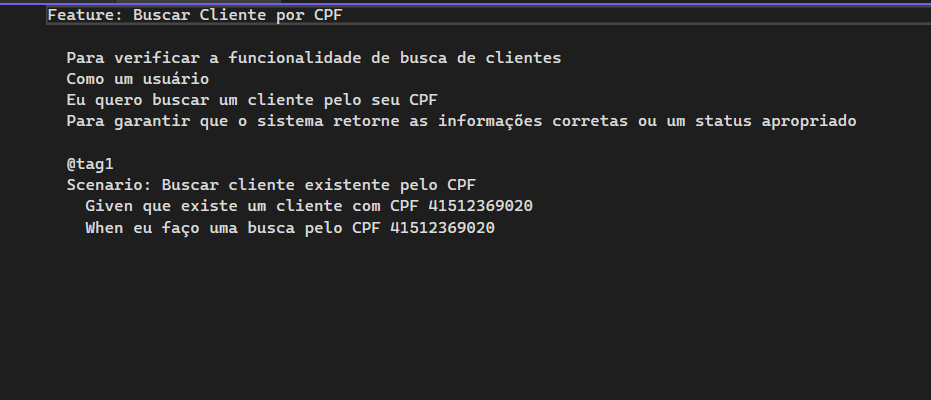 Feature: Buscar Cliente por CPF
Para verificar a funcionalidade de busca de clientes
Como um usuário
Eu quero buscar um cliente pelo seu CPF
Para garantir que o sistema retorne as informações corretas ou um status apropriado
@tag1
Scenario: Buscar cliente existente pelo CPF
Given que existe um cliente com CPF 41512369020
When eu faço uma busca pelo CPF 41512369020